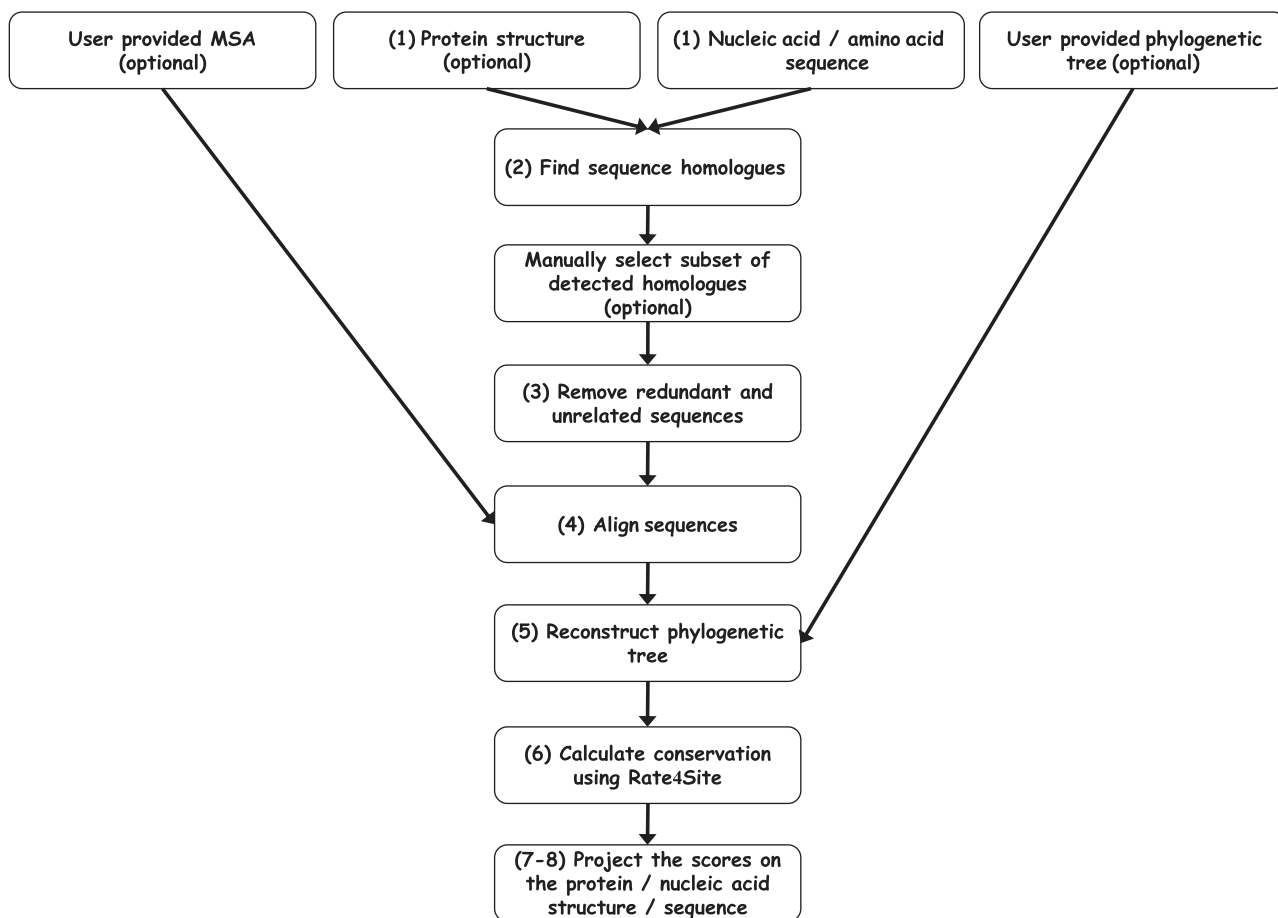 User provided MSA
(optional)
(1) Protein structure
(optional)
(1) Nucleic acid / amino acid
sequence
User provided phylogenetic
tree (optional)
(2) Find sequence homologues
Manually select subset of
detected homologues
(optional)
(3) Remove redundant and
unrelated sequences
(4) Align sequences
(5) Reconstruct phylogenetic
tree
(6) Calculate conservation
using Rate4Site
(7-8) Project the scores on
the protein / nucleic acid
structure / sequence